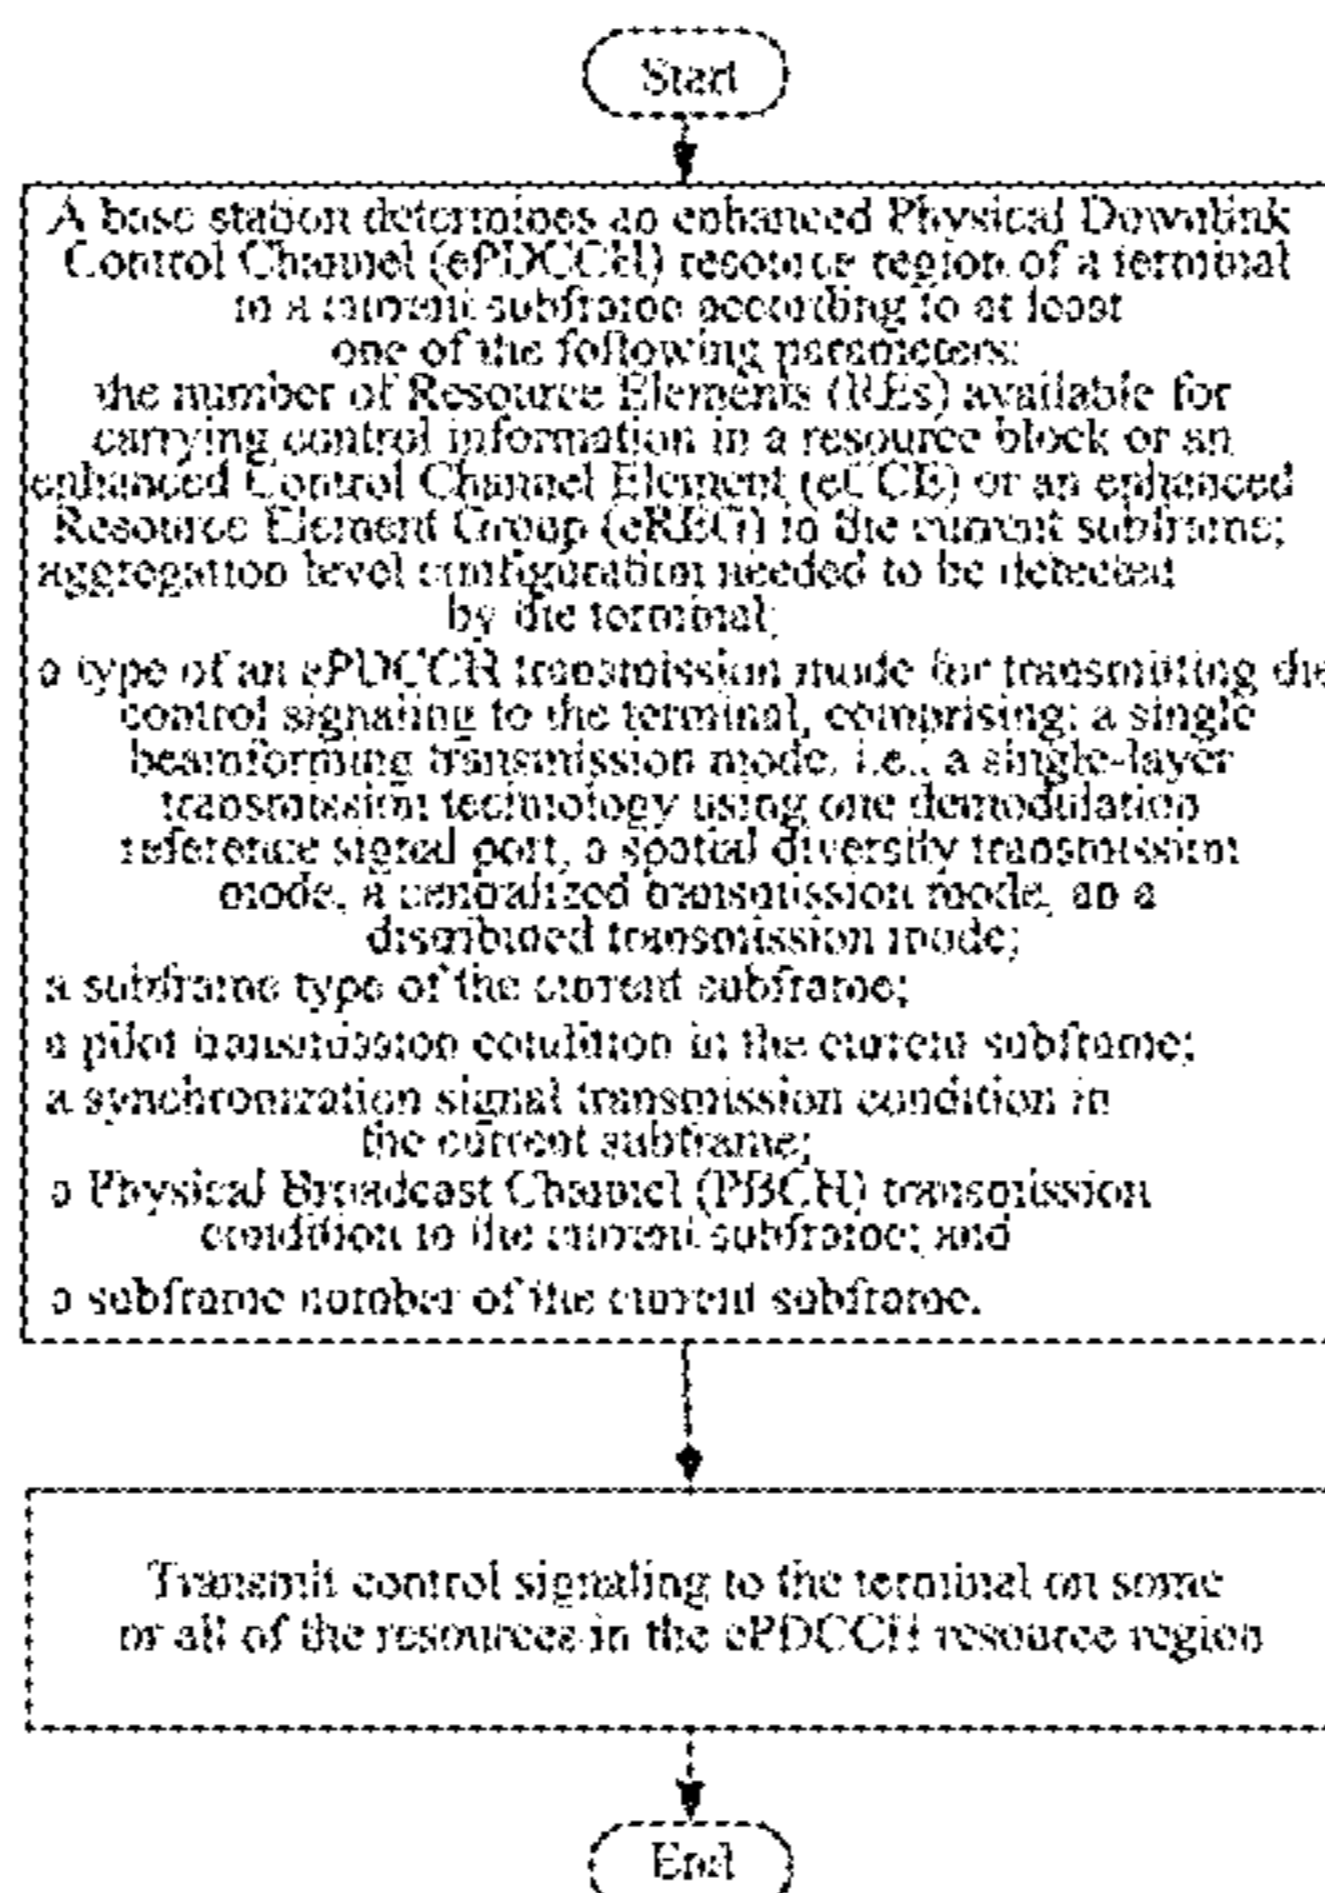 Start
A base station determines an enhanced Physical Downlink
Control Channel (ePDCCH) resource region of a terminal
in a current subframe according to at least
one of the following parameters:
the number of Resource Elements (REs) available for
carrying control information in a resource block or an
enhanced Control Channel Element (eCCE) or an enhanced
Resource Element Group (eREG) in the current subframe;
aggregation level configuration needed to be detected
by the terminal;
a type of an ePDCCH transmission mode for transmitting the
control signaling to the terminal, comprising: a single
beamforming transmission mode, i.e., a single-layer
transmission technology using one demodulation
reference signal port, a spatial diversity transmission
mode, a centralized transmission mode, an a
distributed transmission mode;
a subframe type of the current subframe;
a pilot transmission condition in the current subframe;
a synchronization signal transmission condition in
the current subframe;
a Physical Broadcast Channel (PBCH) transmission
condition in the current subframe; and
a subframe number of the current subframe.
Transmit control signaling to the terminal on some
or all of the resources in the ePDCCH resource region
End